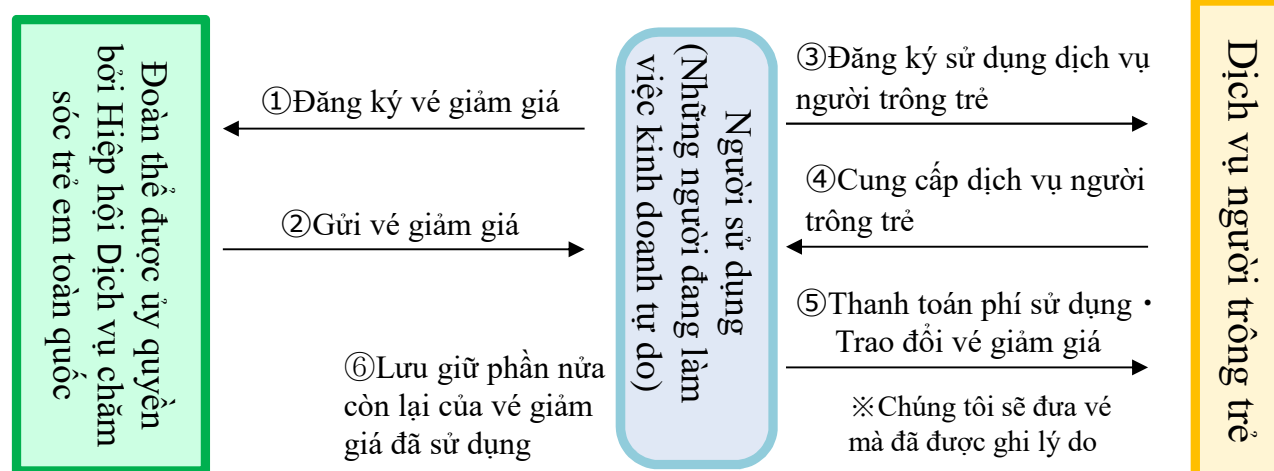 Đoàn thể được ủy quyền
bởi Hiệp hội Dịch vụ chăm
sóc trẻ em toàn quốc
①Đăng ký vé giảm giá
②Gửi vé giảm giá
⑥Lưu giữ phần nửa
còn lại của vé giảm
giá đã sử dụng
Người sử dụng
(Những người đang làm
việc kinh doanh tự do)
③Đăng ký sử dụng dịch vụ
người trông trẻ
④Cung cấp dịch vụ người
trông trẻ
⑤Thanh toán phí sử dụng・
Trao đổi vé giảm giá
※Chúng tôi sẽ đưa vé
mà đã được ghi lý do
Dịch vụ người trông trẻ